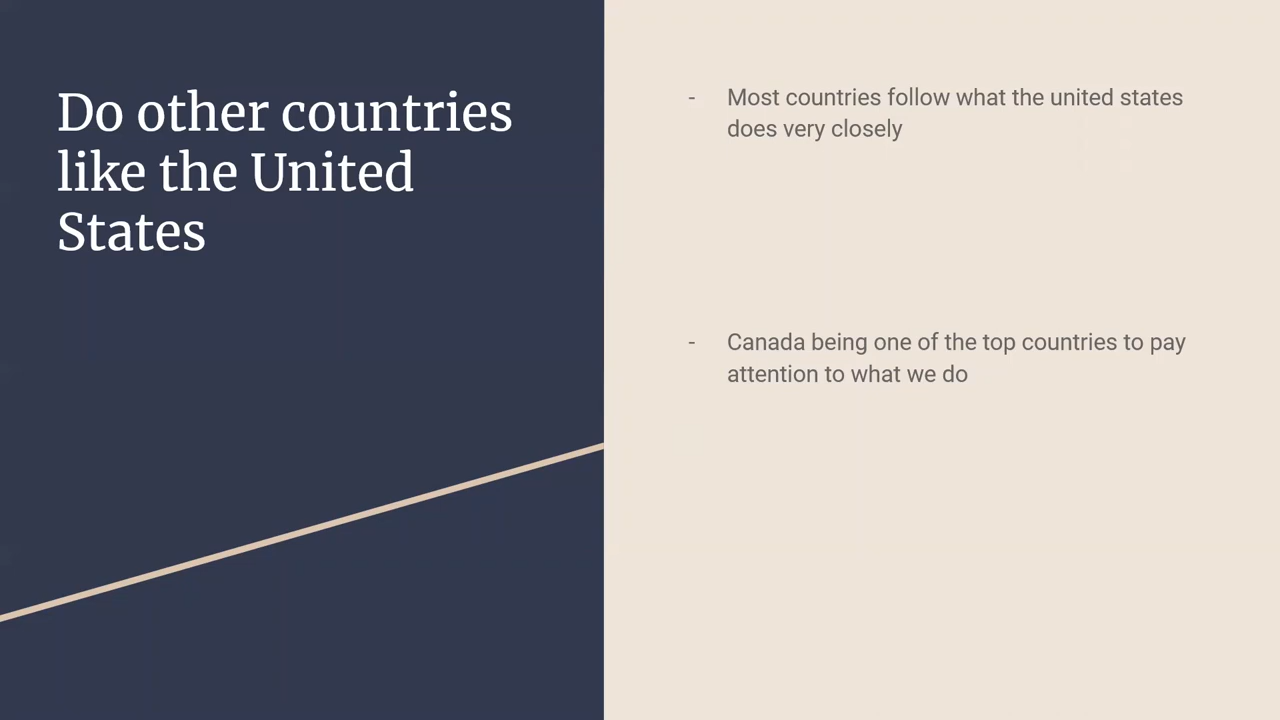 Do other countries
like the United
States
- Most countries follow what the united states
does very closely
- Canada being one of the top countries to pay
attention to what we do